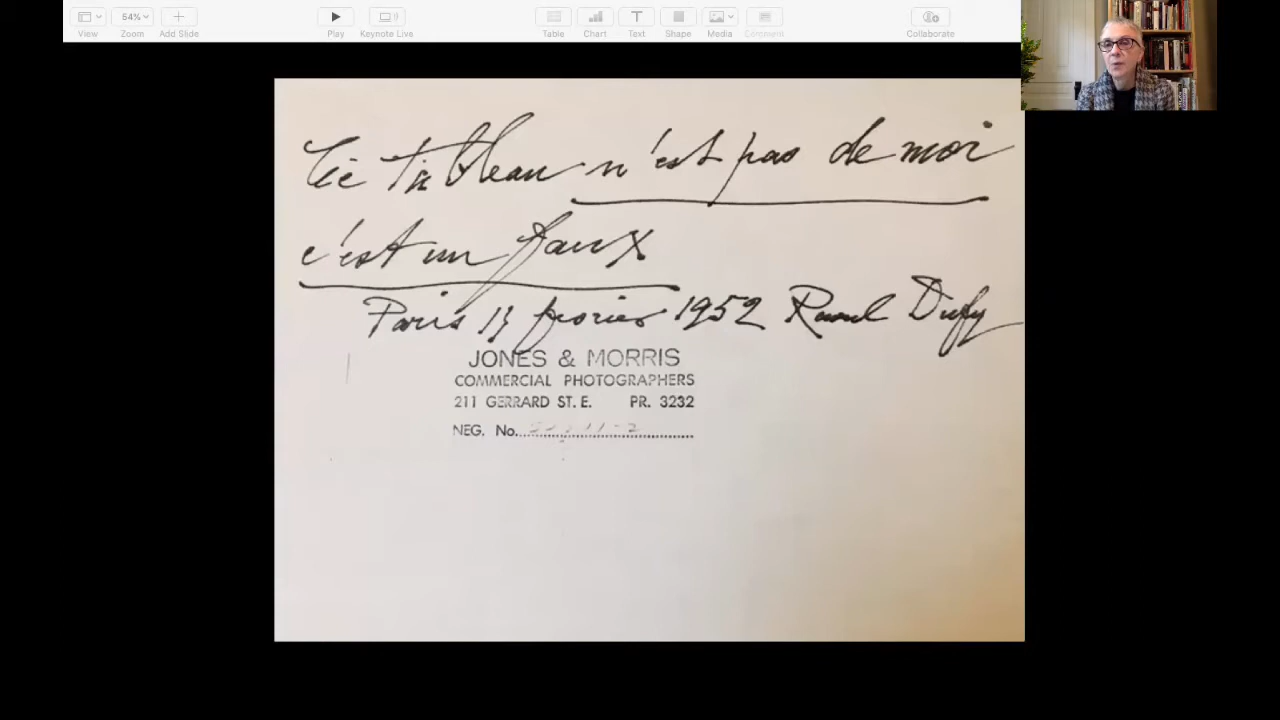 View
54%
Zoom
Add Slide
Play
Keynote Live
Table
Chart
Text
Shape
Media
Comment
Collaborate
tableau n'est pas de moi
c'est un faux
Paris 13 fevrier 1952 Raoul Dufy
JONES & MORRIS
COMMERCIAL PHOTOGRAPHERS
211 GERRARD ST. E. PR. 3232
NEG. No.